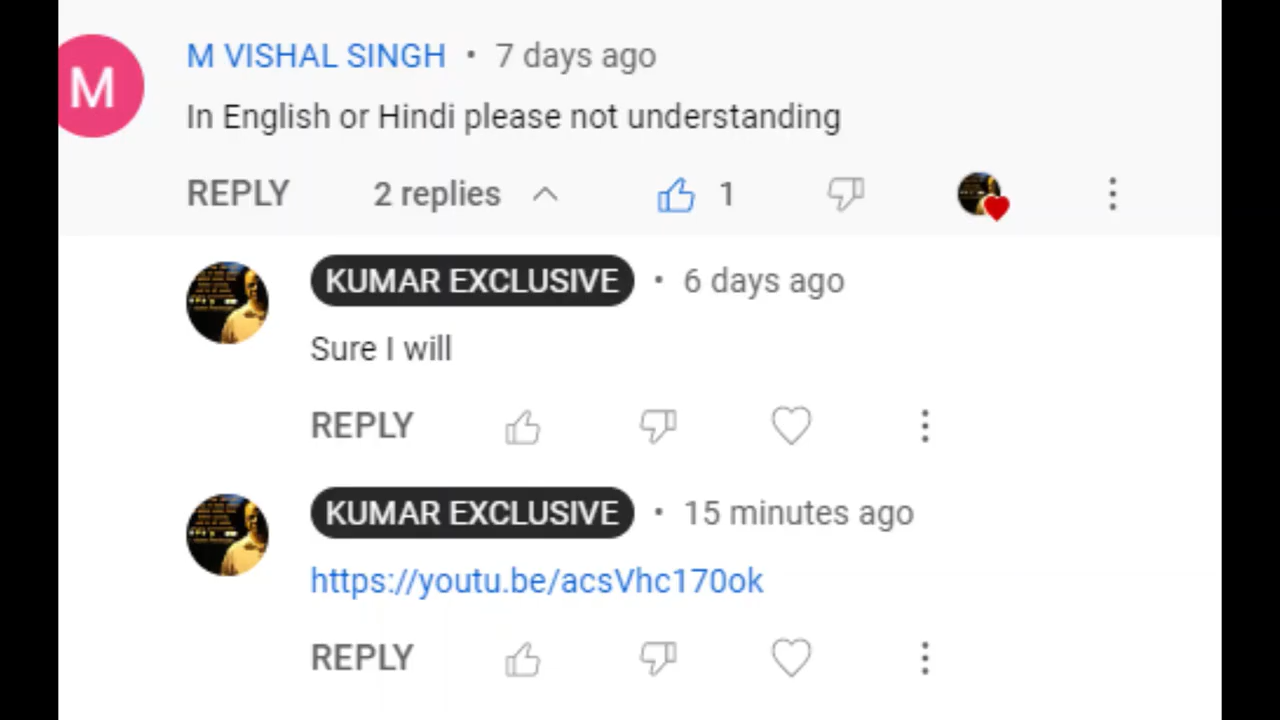 M
M VISHAL SINGH • 7 days ago
In English or Hindi please not understanding
REPLY 2 replies 1
KUMAR EXCLUSIVE • 6 days ago
Sure I will
REPLY
KUMAR EXCLUSIVE • 15 minutes ago
https://youtu.be/acsVhc170ok
REPLY